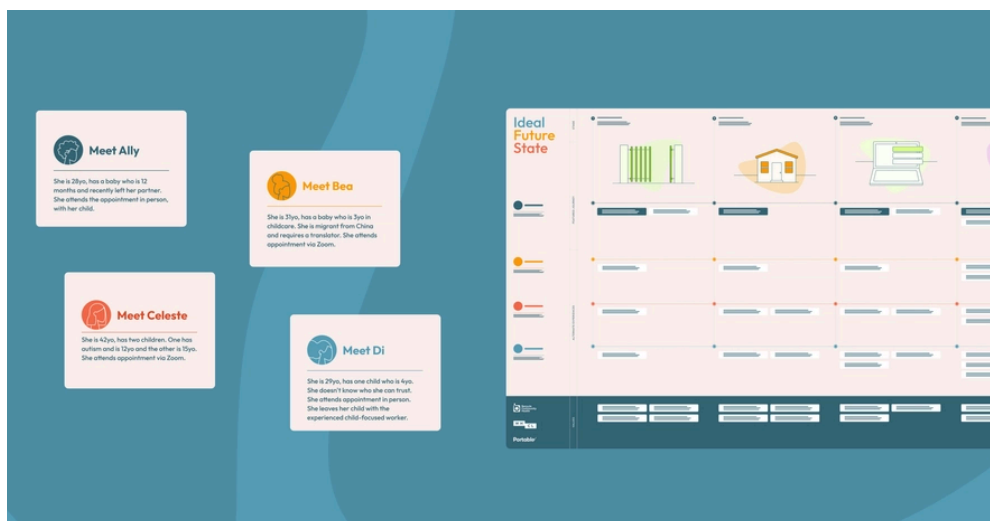 Meet Ally
She is 28yo, has a baby who is 12
months and recently left her partner.
She attends the appointment in person,
with her child.
Meet Bea
She is 31yo, has a baby who is 3yo in
childcare. She is migrant from China
and requires a translator. She attends
appointment via Zoom.
Meet Celeste
She is 42yo, has two children. One has
autism and is 12yo and the other is 15yo.
She attends appointment via Zoom.
Meet Di
She is 29yo, has one child who is 4yo.
She doesn't know who she can trust.
She attends appointment in person.
She leaves her child with the
experienced child-focused worker.
Ideal
Future
State
Portable